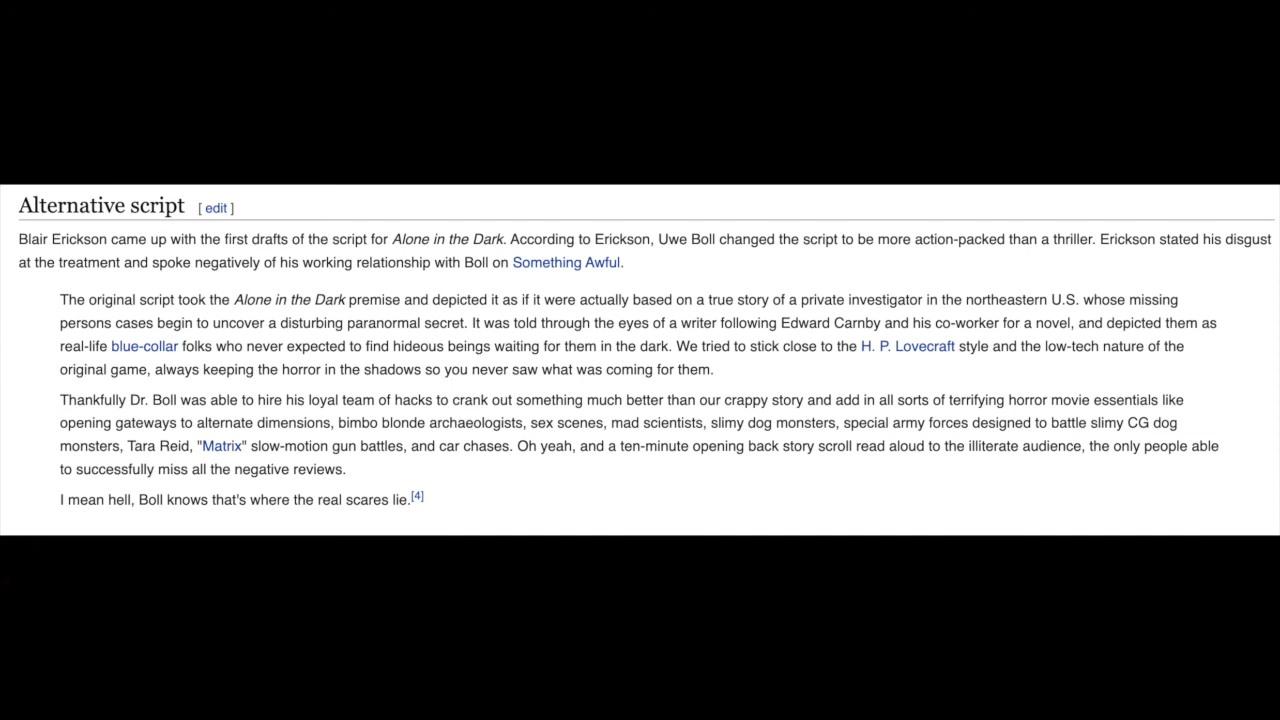 Alternative script [ edit ]
Blair Erickson came up with the first drafts of the script for Alone in the Dark. According to Erickson, Uwe Boll changed the script to be more action-packed than a thriller. Erickson stated his disgust
at the treatment and spoke negatively of his working relationship with Boll on Something Awful.
The original script took the Alone in the Dark premise and depicted it as if it were actually based on a true story of a private investigator in the northeastern U.S. whose missing
persons cases begin to uncover a disturbing paranormal secret. It was told through the eyes of a writer following Edward Carnby and his co-worker for a novel, and depicted them as
real-life blue-collar folks who never expected to find hideous beings waiting for them in the dark. We tried to stick close to the H. P. Lovecraft style and the low-tech nature of the
original game, always keeping the horror in the shadows so you never saw what was coming for them.
Thankfully Dr. Boll was able to hire his loyal team of hacks to crank out something much better than our crappy story and add in all sorts of terrifying horror movie essentials like
opening gateways to alternate dimensions, bimbo blonde archaeologists, sex scenes, mad scientists, slimy dog monsters, special army forces designed to battle slimy CG dog
monsters, Tara Reid, "Matrix" slow-motion gun battles, and car chases. Oh yeah, and a ten-minute opening back story scroll read aloud to the illiterate audience, the only people able
to successfully miss all the negative reviews.
I mean hell, Boll knows that's where the real scares lie.[4]